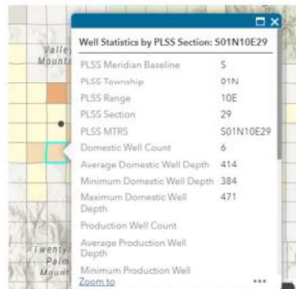 Well Statistics by PLSS Section: S01N10E29
PLSS Meridian Baseline S
PLSS Township 01N
PLSS Range 10E
PLSS Section 29
PLSS MTRS S01N10E29
Domestic Well Count 6
Average Domestic Well Depth 414
Minimum Domestic Well Depth 384
Maximum Domestic Well 471
Depth
Production Well Count
Average Production Well
Depth
Minimum Production Well
Zoom to •••
Valley
Mounta
Twenty
Palm
Mount